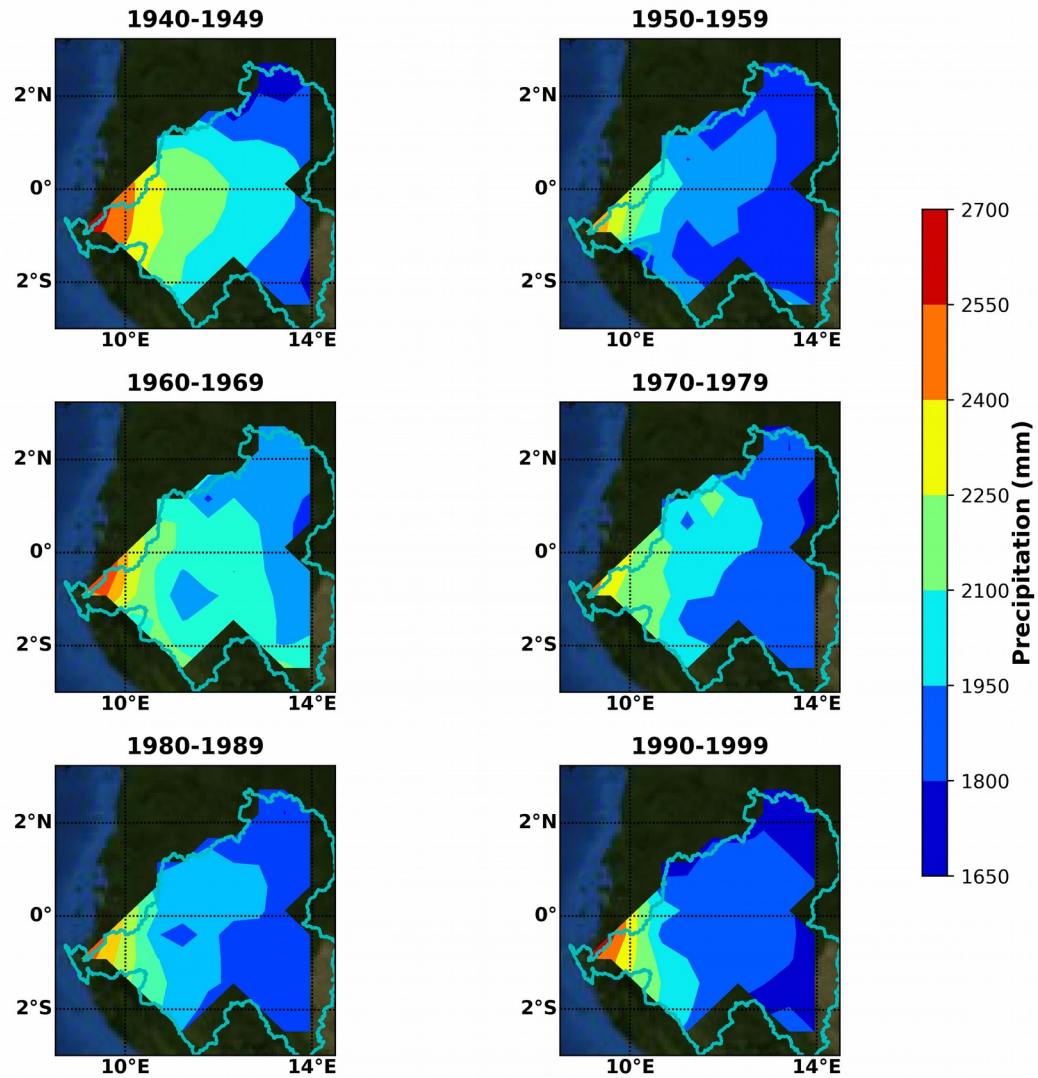 1940-1949
1950-1959
2°N
0°
2°S
10°E
14°E
2°N
0°
2°S
10°E
14°E
1960-1969
1970-1979
2°N
0°
2°S
10°E
14°E
2°N
0°
2°S
10°E
14°E
1980-1989
1990-1999
2°N
0°
2°S
10°E
14°E
2°N
0°
2°S
10°E
14°E
2700
2550
2400
2250
2100
1950
1800
1650
Precipitation (mm)